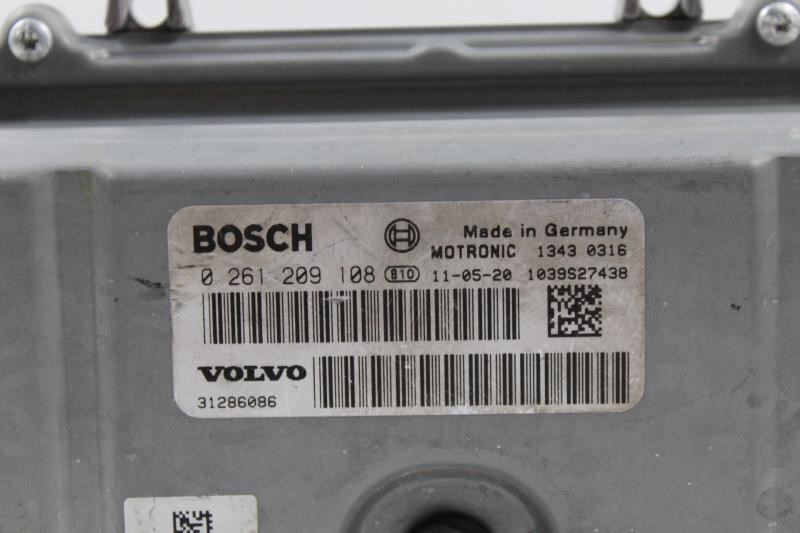 BOSCH Made in Germany
MOTRONIC 1343 0316
0 261 209 108 810 11-05-20 1039S27438
VOLVO
31286086